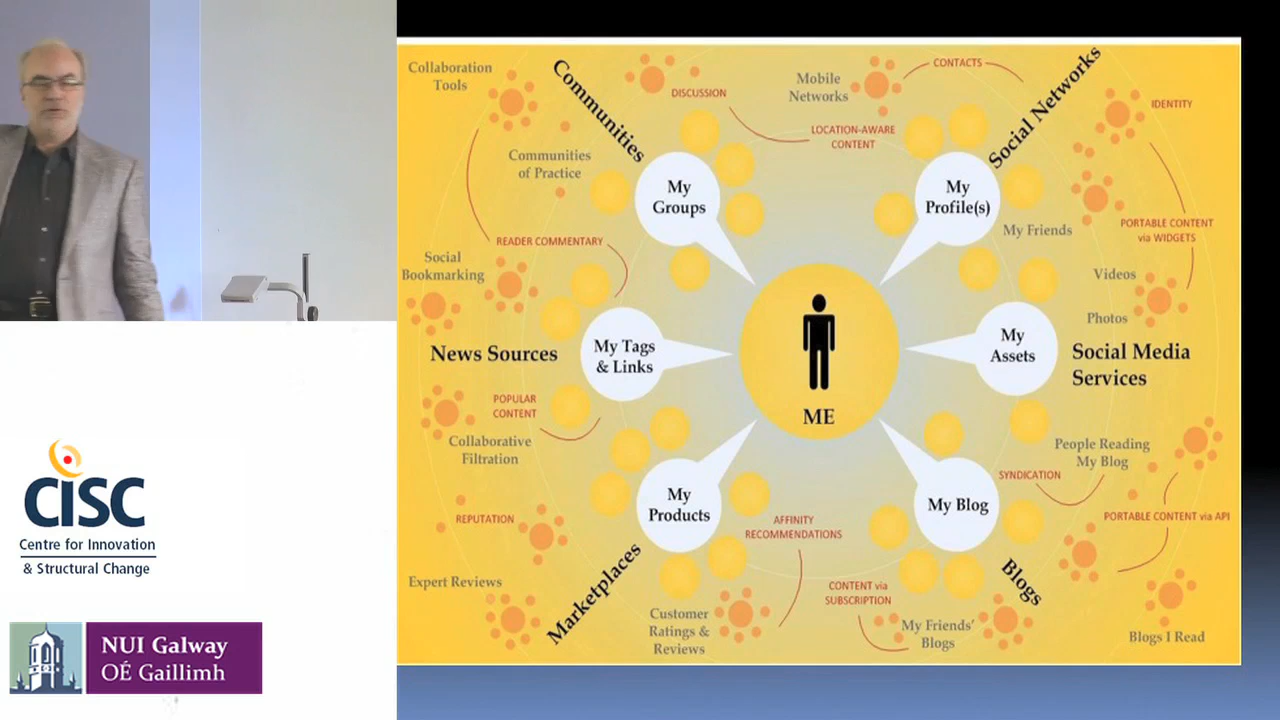 Collaboration
Tools
Communities
DISCUSSION
Mobile
Networks
CONTACTS
Social Networks
IDENTITY
LOCATION-AWARE
CONTENT
Communities
of Practice
My
Groups
My
Profile(s)
My Friends
PORTABLE CONTENT
via WIDGETS
READER COMMENTARY
Social
Bookmarking
Videos
Photos
News Sources
My Tags
& Links
ME
My
Assets
Social Media
Services
POPULAR
CONTENT
Collaborative
Filtration
People Reading
My Blog
SYNDICATION
My
Products
My Blog
REPUTATION
AFFINITY
RECOMMENDATIONS
PORTABLE CONTENT via API
Expert Reviews
Marketplaces
CONTENT via
SUBSCRIPTION
Blogs
Customer
Ratings &
Reviews
My Friends'
Blogs
Blogs I Read
CISC
Centre for Innovation
& Structural Change
NUI Galway
OÉ Gaillimh